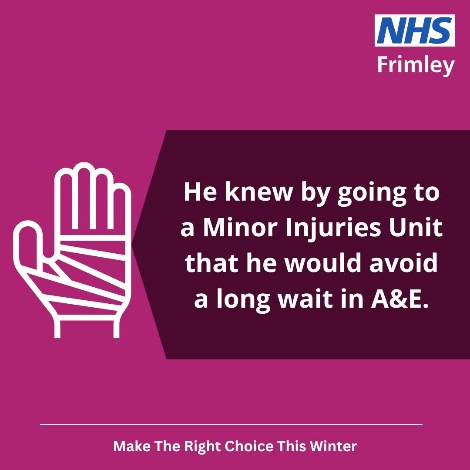 NHS
Frimley
He knew by going to
a Minor Injuries Unit
that he would avoid
a long wait in A&E.
Make The Right Choice This Winter